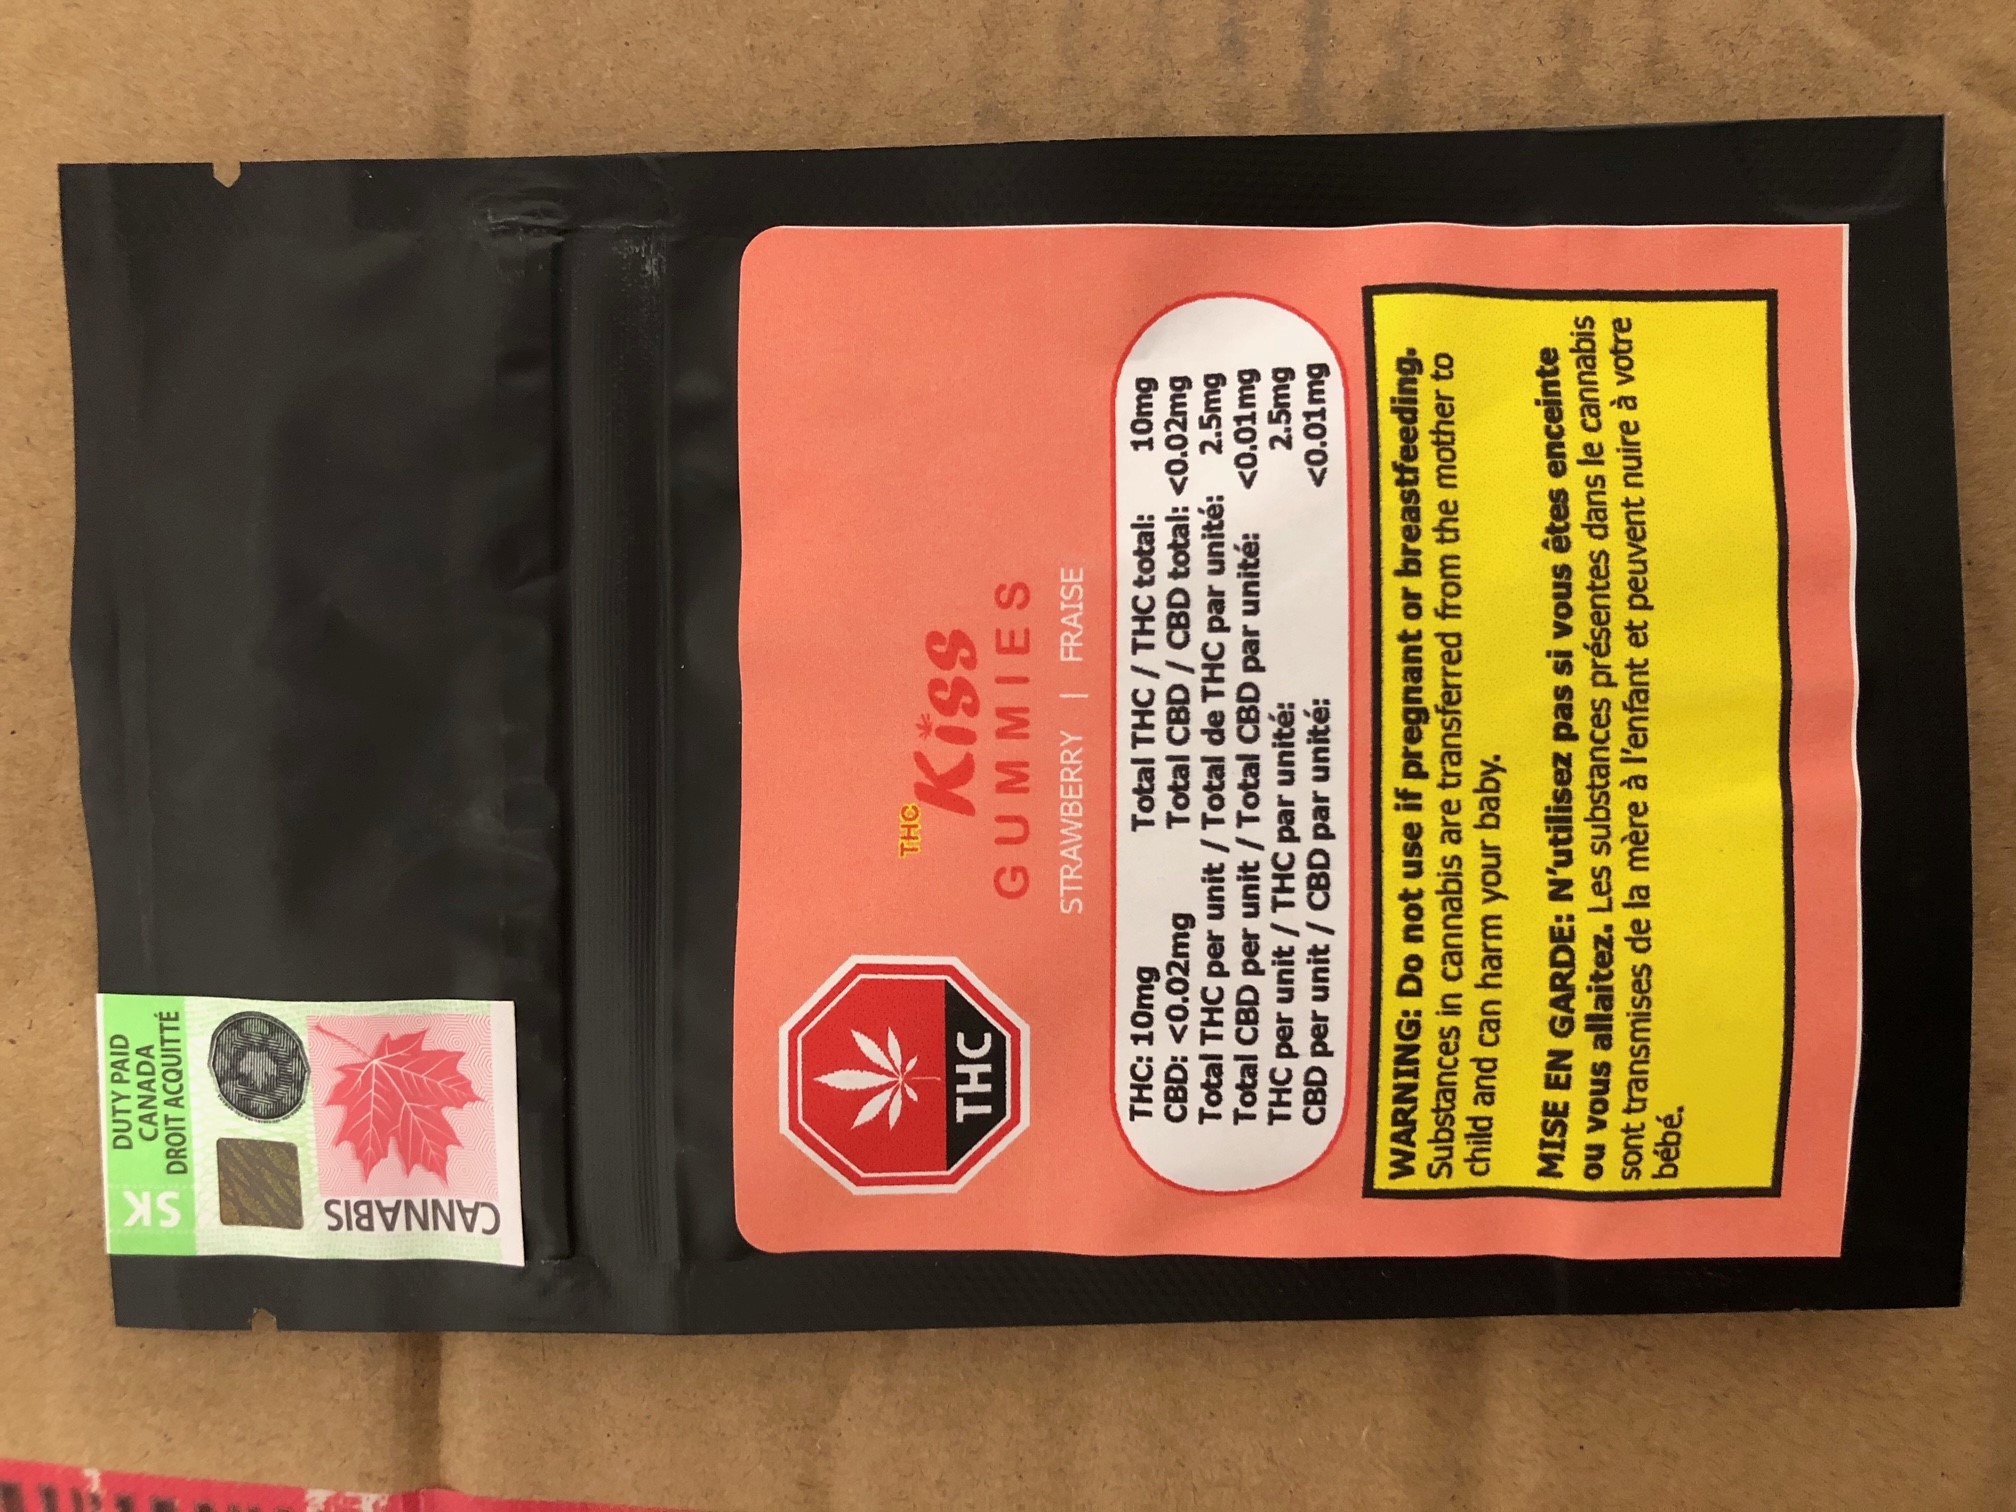 DUTY PAID
CANADA
DROIT ACQUITTÉ
SK
CANNABIS
THC
THC
Kiss
GUMMIES
STRAWBERRY | FRAISE
THC: 10mg Total THC / THC total: 10mg
CBD: <0.02mg Total CBD / CBD total: <0.02mg
Total THC per unit / Total de THC par unité: 2.5mg
Total CBD per unit / Total CBD par unité: <0.01mg
THC per unit / THC par unité: 2.5mg
CBD per unit / CBD par unité: <0.01mg
WARNING: Do not use if pregnant or breastfeeding.
Substances in cannabis are transferred from the mother to
child and can harm your baby.
MISE EN GARDE: N'utilisez pas si vous êtes enceinte
ou vous allaitez. Les substances présentes dans le cannabis
sont transmises de la mère à l'enfant et peuvent nuire à votre
bébé.